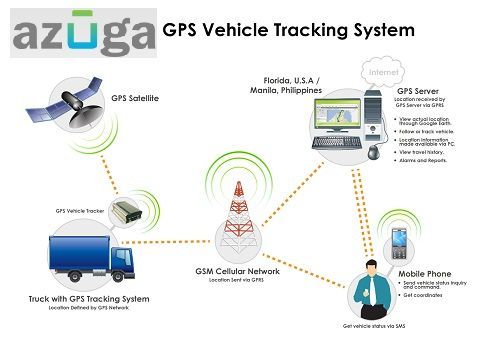 azuga GPS Vehicle Tracking System
GPS Satellite
Florida, U.S.A /
Manila, Philippines
Internet
GPS Server
Location received by
GPS Server via GPRS
• View actual location
through Google Earth.
• Follow or track vehicle.
• Location information
made available via PC.
• View travel history.
• Alarms and Reports.
GPS Vehicle Tracker
GSM Cellular Network
Location Sent via GPRS
Truck with GPS Tracking System
Location Defined by GPS Network
Mobile Phone
• Send vehicle status inquiry
and command.
• Get coordinates
Get vehicle status via SMS